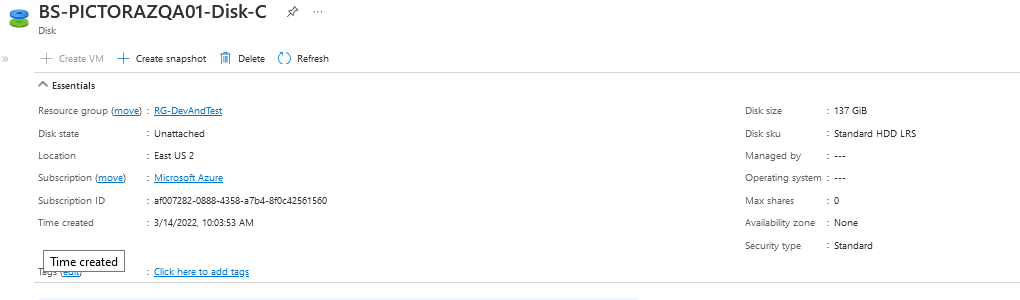 BS-PICTORAZQA01-Disk-C
Disk
Create VM Create snapshot Delete Refresh
Essentials
Resource group (move) : RG-DevAndTest
Disk state : Unattached
Location : East US 2
Subscription (move) : Microsoft Azure
Subscription ID : af007282-0888-4358-a7b4-8f0c42561560
Time created : 3/14/2022, 10:03:53 AM
Time created
Tags (edit) : Click here to add tags
Disk size : 137 GiB
Disk sku : Standard HDD LRS
Managed by : ---
Operating system : ---
Max shares : 0
Availability zone : None
Security type : Standard